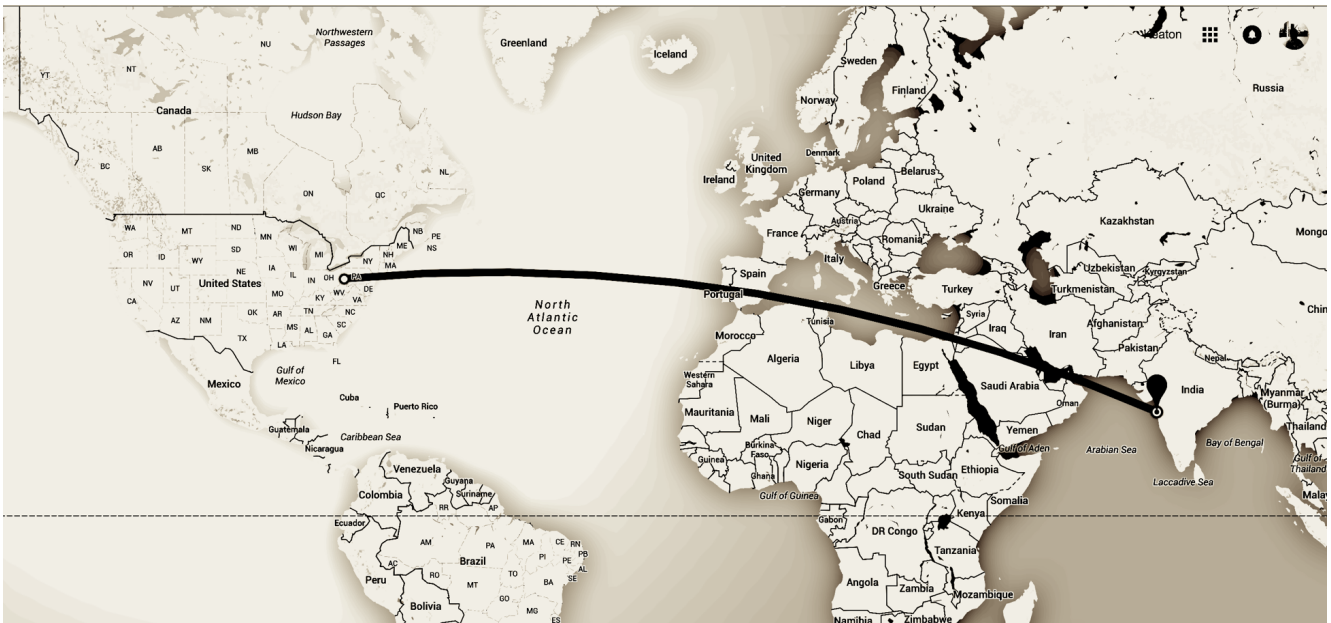 Northwestern
Passages
Greenland
Iceland
Sweden
Finland
Norway
Russia
NU
YT
NT
Canada
Hudson Bay
AB
MB
BC
SK
ON
QC
NL
Denmark
United
Kingdom
Ireland
Belarus
Poland
Germany
Ukraine
Kazakhstan
Austria
France
Romania
Italy
Mongo
WA
MT
ND
MN
NB
PE
ME
NS
OR
ID
WY
SD
WI
MI
NY
NH
MA
NE
IA
IL
IN
OH
PA
NV
UT
United States
CA
MO
KY
WV
VA
DE
AZ
NM
OK
AR
TN
NC
TX
MS
AL
GA
SC
LA
FL
Spain
Portugal
Greece
Turkey
Uzbekistan
Kyrgyzstan
Turkmenistan
Syria
Iraq
Iran
Afghanistan
Pakistan
Chin
North
Atlantic
Ocean
Morocco
Tunisia
Algeria
Libya
Egypt
Saudi Arabia
Nepal
India
Oman
Myanmar
(Burma)
Thailand
Western
Sahara
Mexico
Gulf of
Mexico
Cuba
Puerto Rico
Mauritania
Mali
Niger
Chad
Sudan
Yemen
Gulf of Aden
Arabian Sea
Bay of Bengal
Gulf of
Thailand
Laccadive Sea
Malay
Guatemala
Nicaragua
Caribbean Sea
Burkina
Faso
Guinea
Ghana
Nigeria
South Sudan
Ethiopia
Somalia
Gulf of Guinea
Venezuela
Guyana
Suriname
Colombia
RR
AP
Ecuador
Gabon
DR Congo
Kenya
Tanzania
AM
PA
MA
CE
RN
PB
PI
PE
AL
SE
AC
RO
Brazil
TO
BA
MT
Peru
GO
Bolivia
MG
ES
Angola
Zambia
Mozambique
Namibia
Zimbabwe